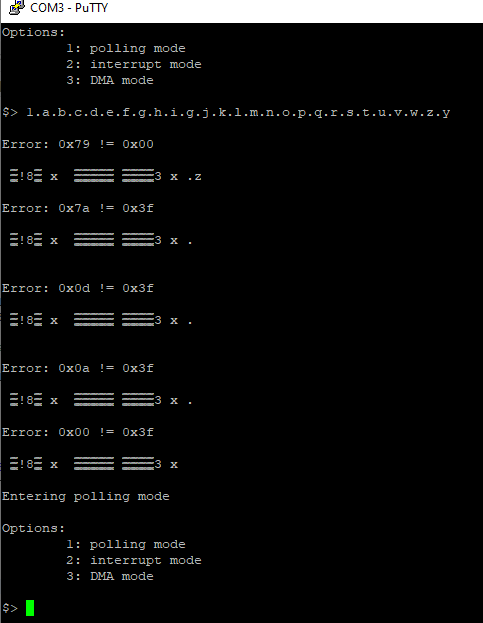 COM3 - PuTTY
Options:
1: polling mode
2: interrupt mode
3: DMA mode
$> 1.a.b.c.d.e.f.g.h.i.g.j.k.l.m.n.o.p.q.r.s.t.u.v.w.z.y
Error: 0x79 != 0x00
!8 x 3 x .z
Error: 0x7a != 0x3f
!8 x 3 x .
Error: 0x0d != 0x3f
!8 x 3 x .
Error: 0x0a != 0x3f
!8 x 3 x .
Error: 0x00 != 0x3f
!8 x 3 x
Entering polling mode
Options:
1: polling mode
2: interrupt mode
3: DMA mode
$>